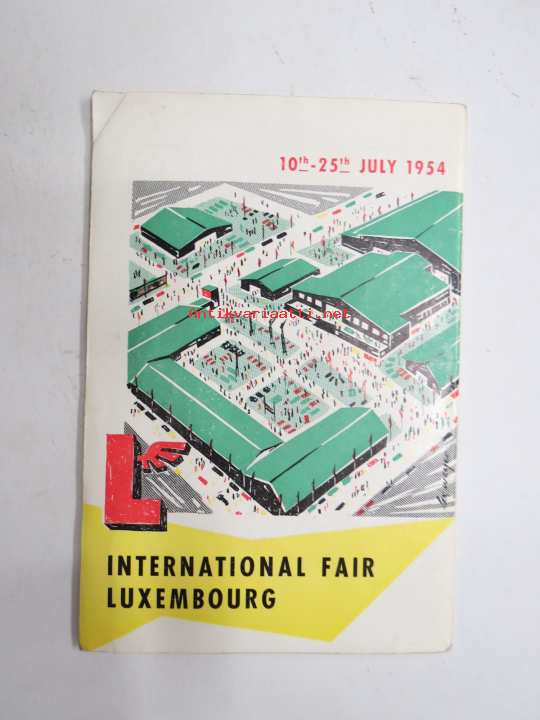 10th-25th JULY 1954
Antikvariaatti.net
L
INTERNATIONAL FAIR
LUXEMBOURG